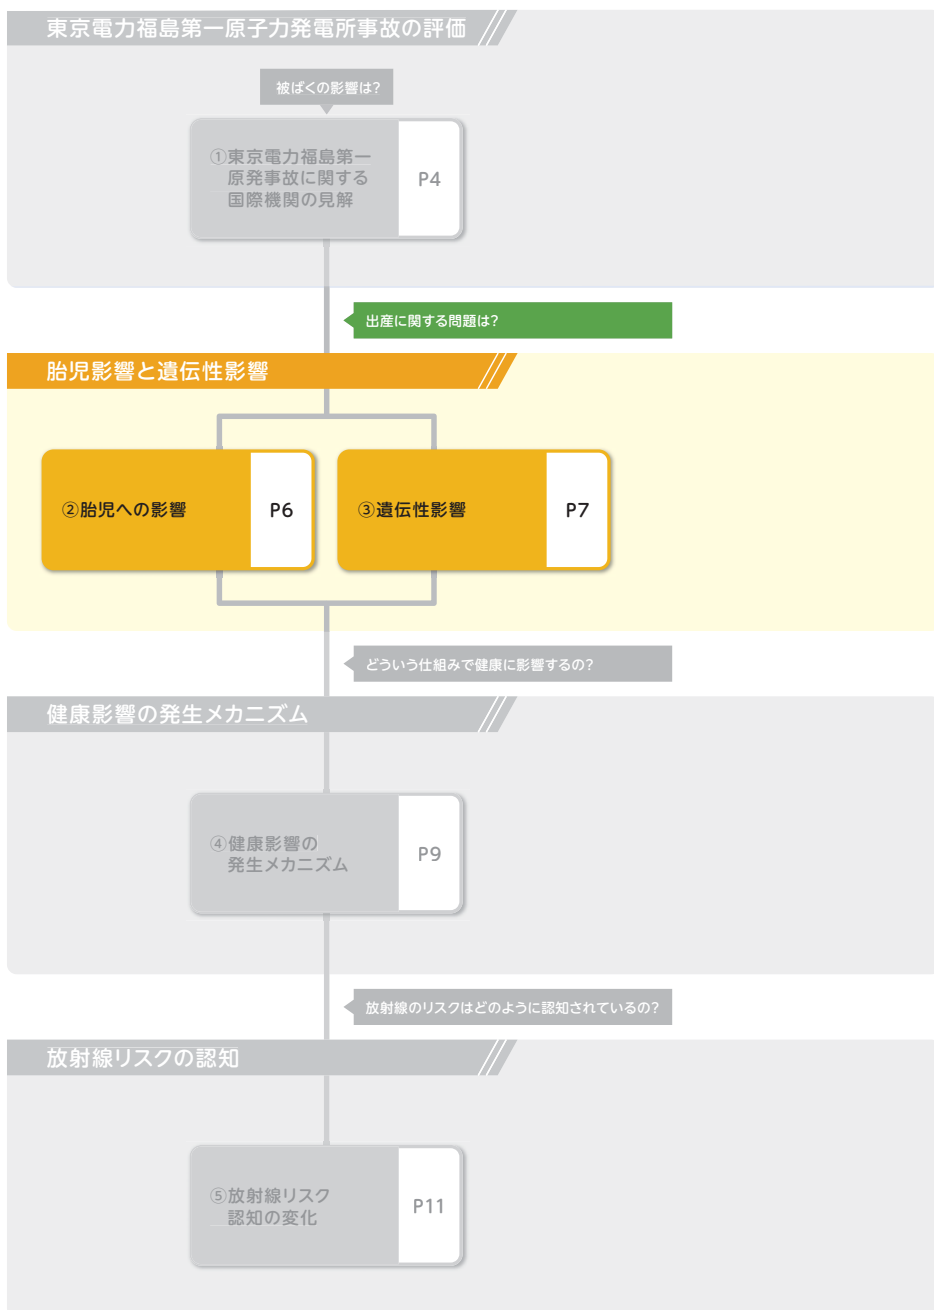 東京電力福島第一原子力発電所事故の評価
被ばくの影響は?
①東京電力福島第一
原発事故に関する
国際機関の見解
P4
出産に関する問題は?
胎児影響と遺伝性影響
②胎児への影響
P6
③遺伝性影響
P7
どういう仕組みで健康に影響するの?
健康影響の発生メカニズム
④健康影響の
発生メカニズム
P9
放射線のリスクはどのように認知されているの?
放射線リスクの認知
⑤放射線リスク
認知の変化
P11